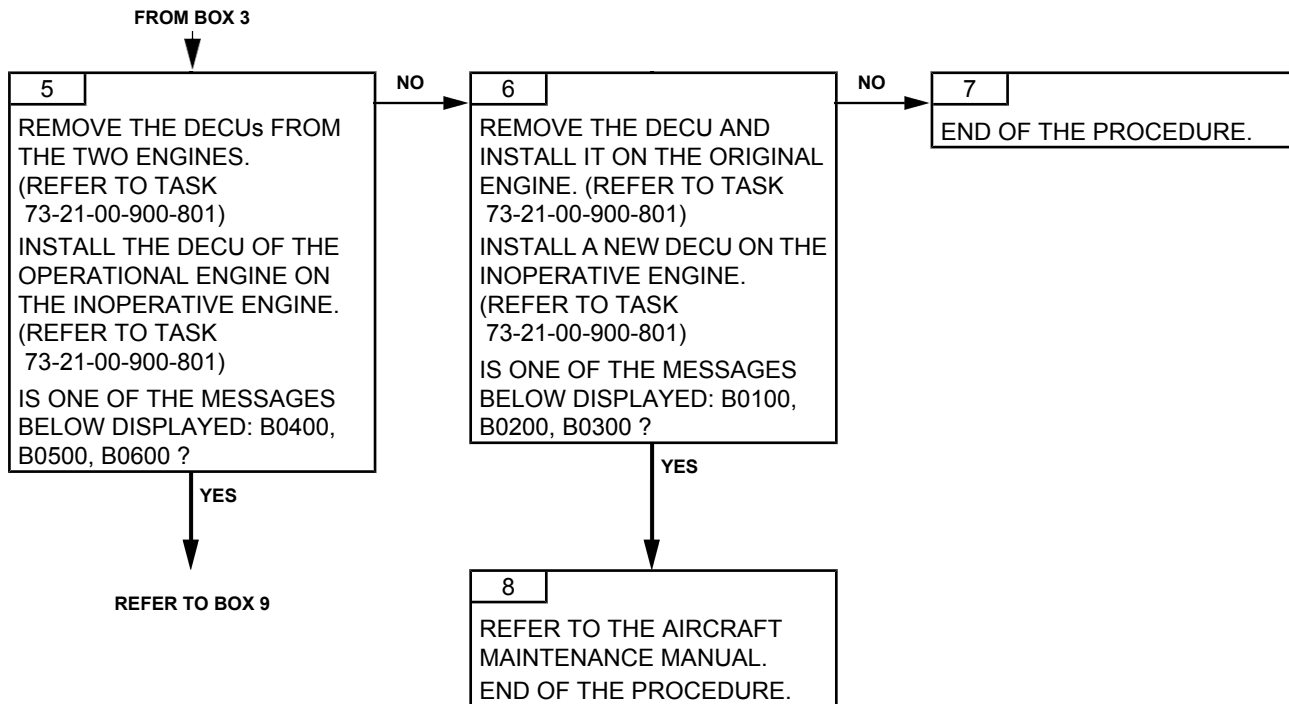 FROM BOX 3
5
REMOVE THE DECUs FROM
THE TWO ENGINES.
(REFER TO TASK
73-21-00-900-801)
INSTALL THE DECU OF THE
OPERATIONAL ENGINE ON
THE INOPERATIVE ENGINE.
(REFER TO TASK
73-21-00-900-801)
IS ONE OF THE MESSAGES
BELOW DISPLAYED: B0400,
B0500, B0600 ?
NO
YES
REFER TO BOX 9
6
REMOVE THE DECU AND
INSTALL IT ON THE ORIGINAL
ENGINE. (REFER TO TASK
73-21-00-900-801)
INSTALL A NEW DECU ON THE
INOPERATIVE ENGINE.
(REFER TO TASK
73-21-00-900-801)
IS ONE OF THE MESSAGES
BELOW DISPLAYED: B0100,
B0200, B0300 ?
NO
YES
7
END OF THE PROCEDURE.
8
REFER TO THE AIRCRAFT
MAINTENANCE MANUAL.
END OF THE PROCEDURE.